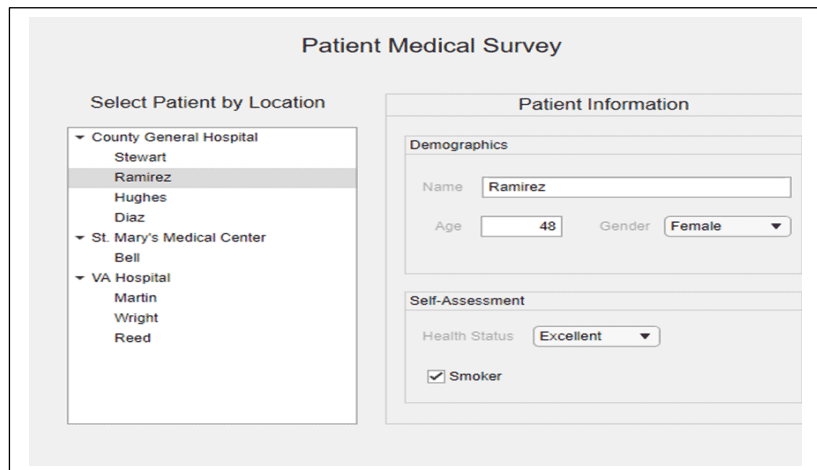 Patient Medical Survey
Select Patient by Location
County General Hospital
Stewart
Ramirez
Hughes
Diaz
St. Mary's Medical Center
Bell
VA Hospital
Martin
Wright
Reed
Patient Information
Demographics
Name Ramirez
Age 48 Gender Female
Self-Assessment
Health Status Excellent
Smoker